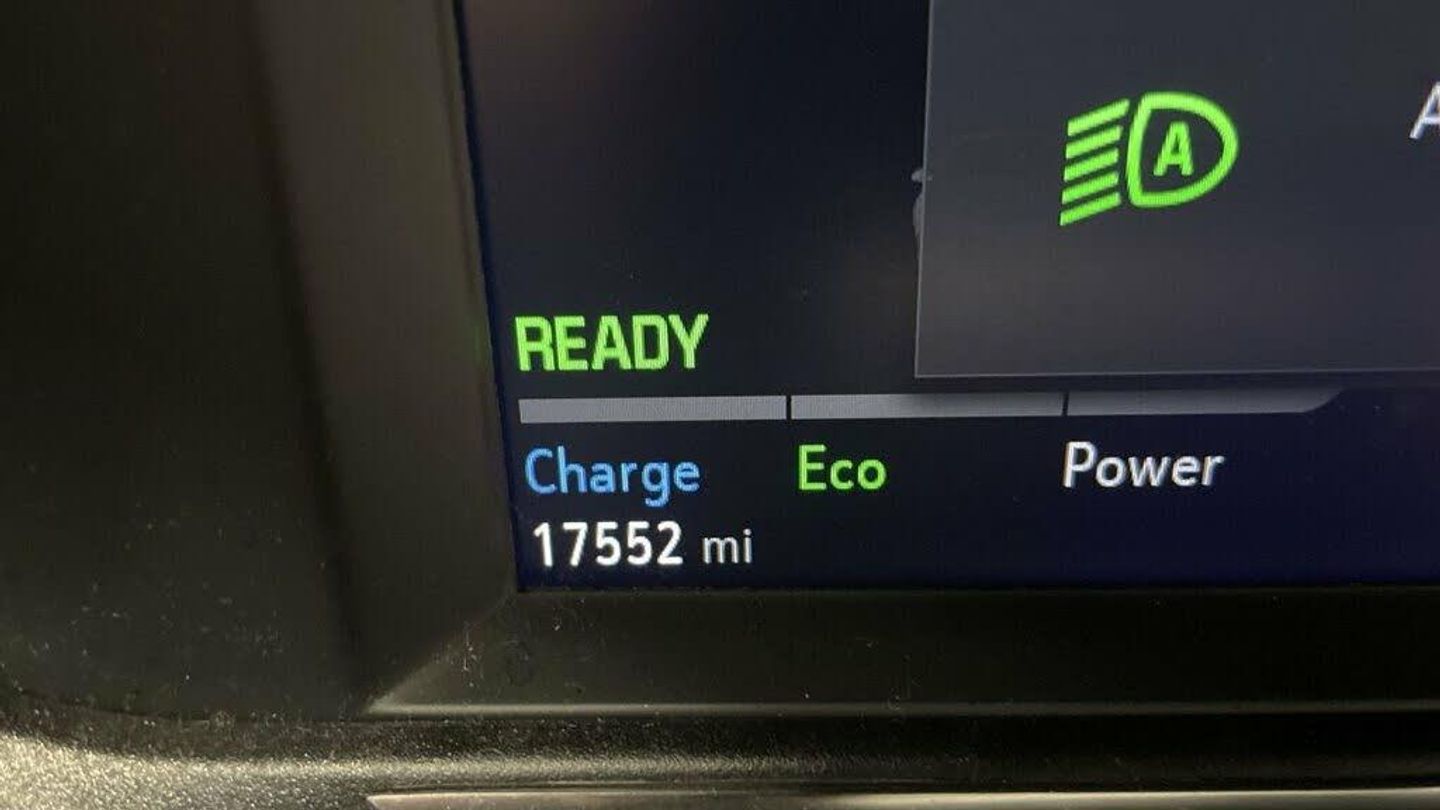 A
A
READY
Charge Eco Power
17552 mi